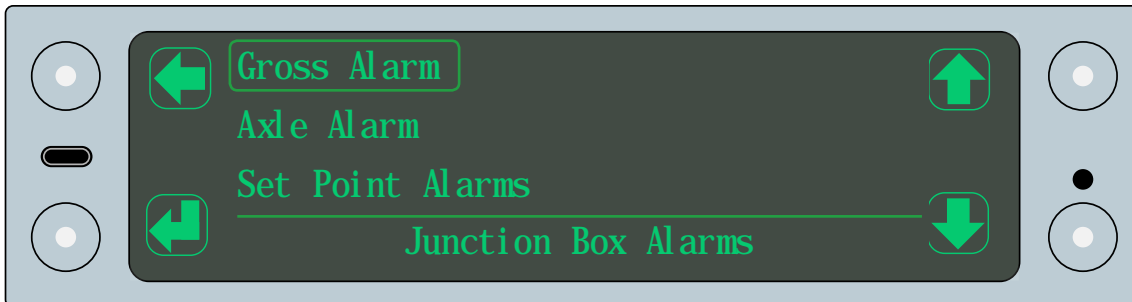 Gross Alarm
Axle Alarm
Set Point Alarms
Junction Box Alarms